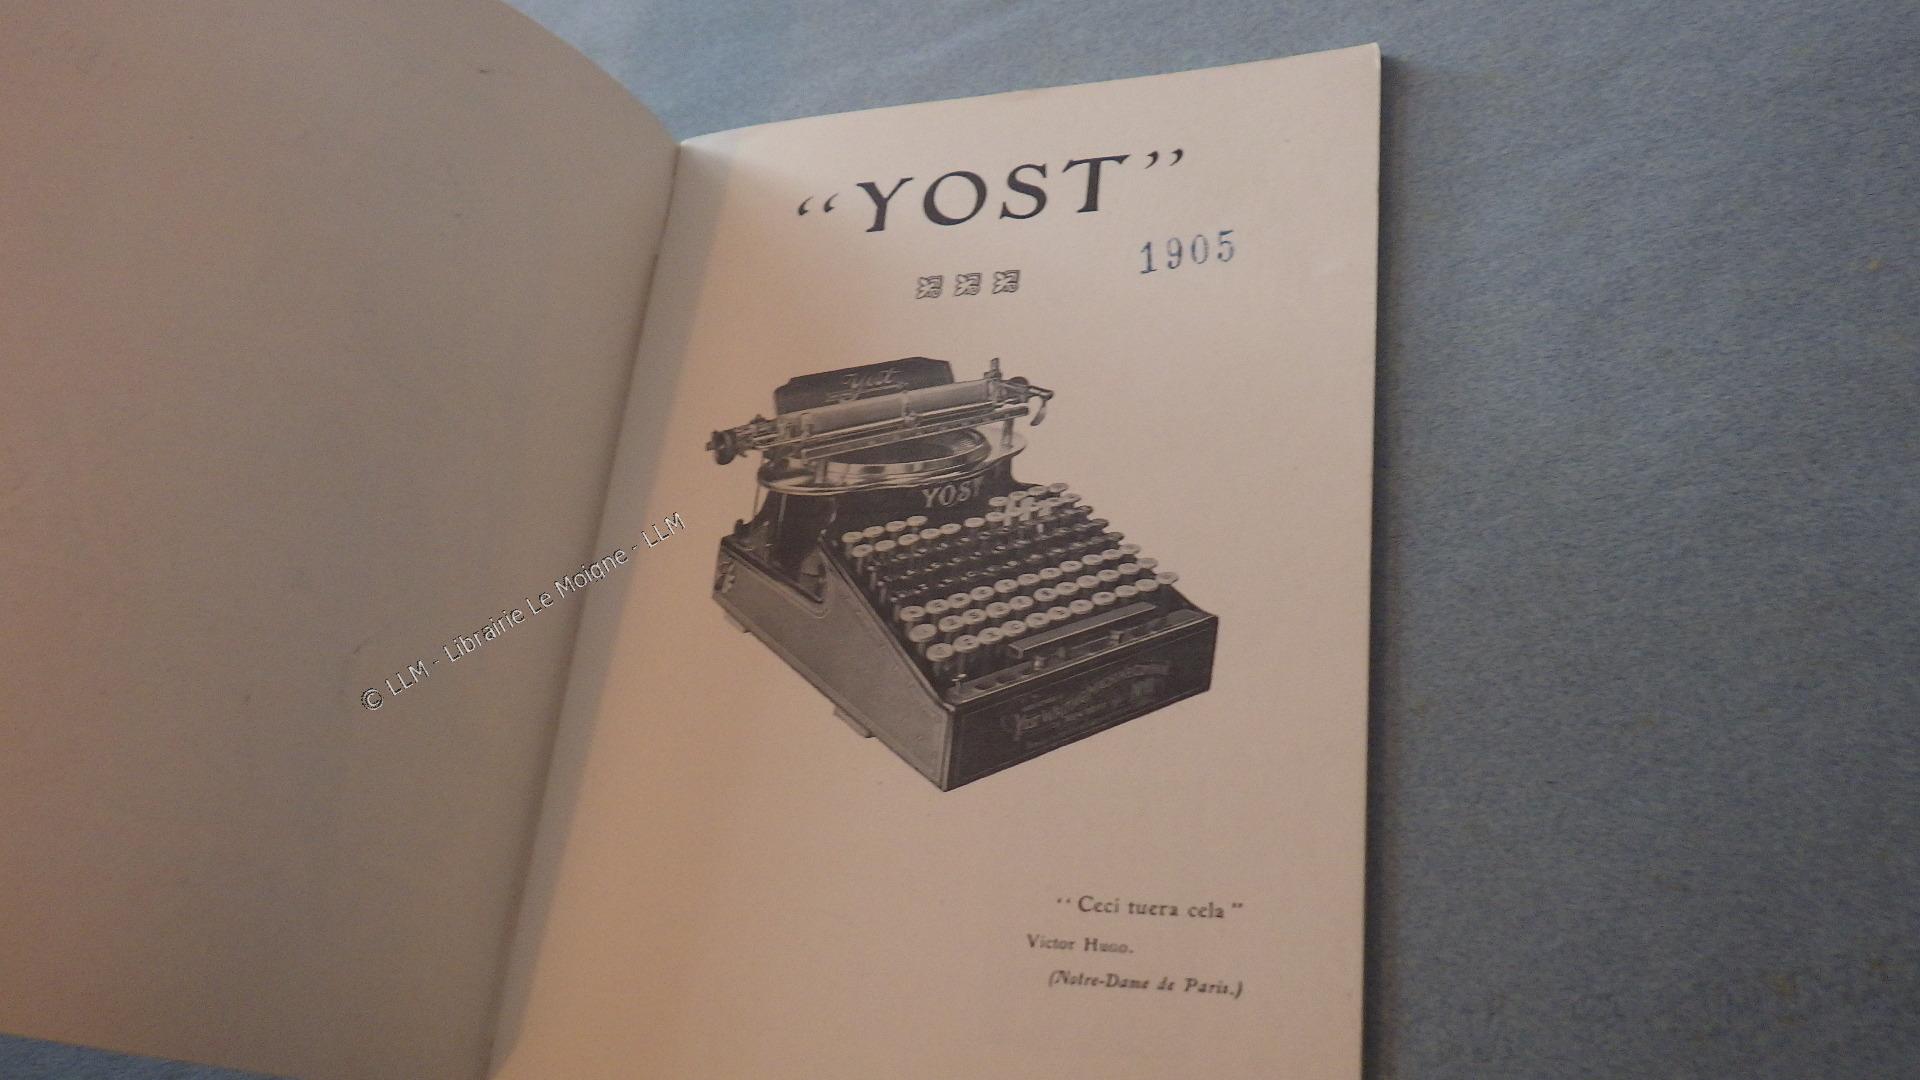 “YOST”
1905
Yost
YOST
© LLM - Librairie Le Moigne - LLM
“Ceci tuera cela”
Victor Hugo.
(Notre-Dame de Paris.)